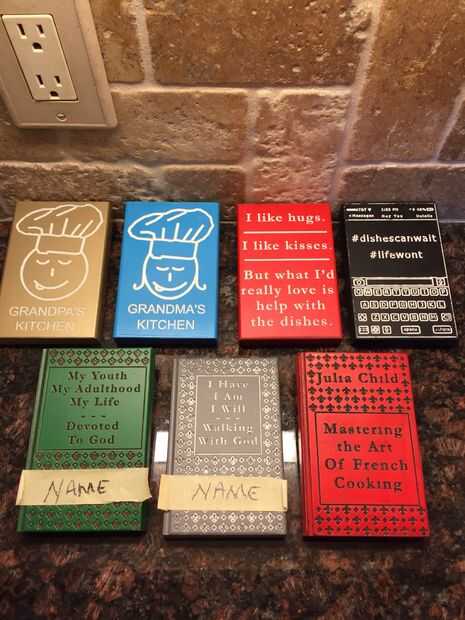 GRANDPA'S
KITCHEN
GRANDMA'S
KITCHEN
I like hugs.
I like kisses.
But what I'd
really love is
help with
the dishes.
#dishescanwait
#lifewont
My Youth
My Adulthood
My Life
---
Devoted
To God
NAME
I Have
I Am
I Will
---
Walking
With God
NAME
Julia Child
Mastering
the Art
Of French
Cooking